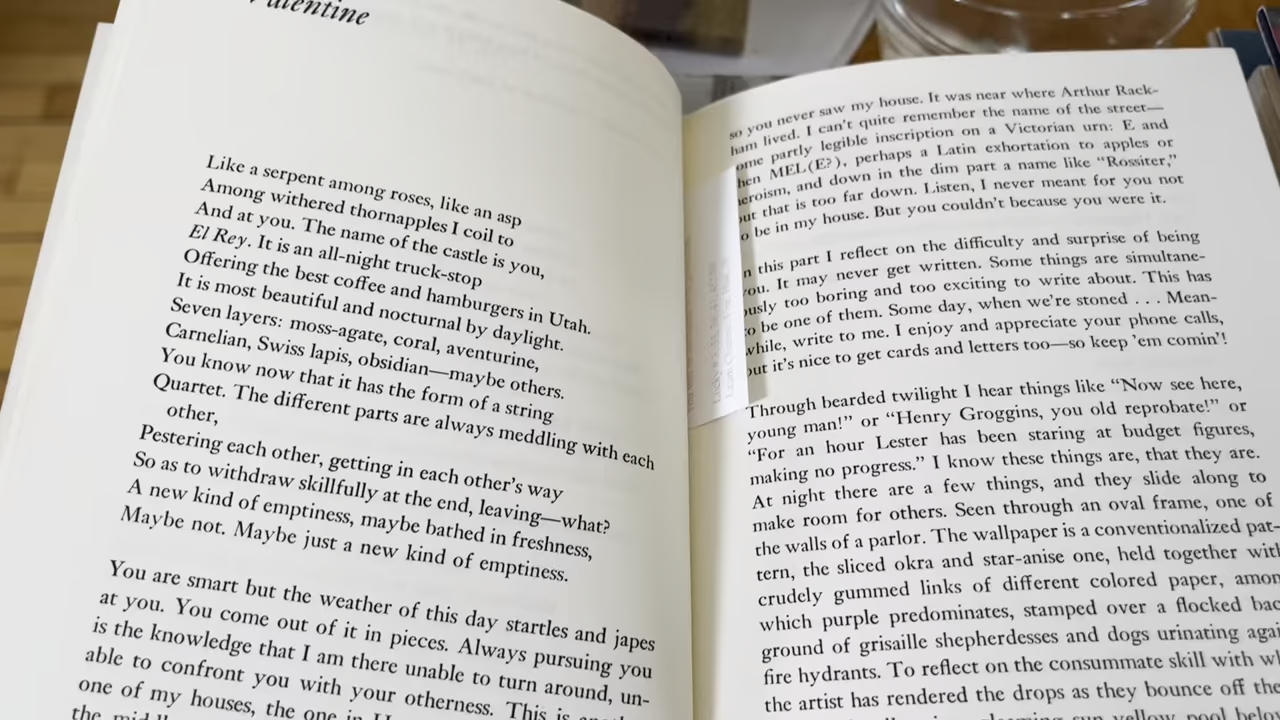 Valentine
Like a serpent among roses, like an asp
Among withered thornapples I coil to
And at you. The name of the castle is you,
El Rey. It is an all-night truck-stop
Offering the best coffee and hamburgers in Utah.
It is most beautiful and nocturnal by daylight.
Seven layers: moss-agate, coral, aventurine,
Carnelian, Swiss lapis, obsidian—maybe others.
You know now that it has the form of a string
Quartet. The different parts are always meddling with each
other,
Pestering each other, getting in each other's way
So as to withdraw skillfully at the end, leaving—what?
A new kind of emptiness, maybe bathed in freshness,
Maybe not. Maybe just a new kind of emptiness.
You are smart but the weather of this day startles and japes
at you. You come out of it in pieces. Always pursuing you
is the knowledge that I am there unable to turn around, un-
able to confront you with your otherness. This is
one of my houses, the one in
the
so you never saw my house. It was near where Arthur Rack-
ham lived. I can't quite remember the name of the street—
ome partly legible inscription on a Victorian urn: E and
hen MEL(E?), perhaps a Latin exhortation to apples or
eroism, and down in the dim part a name like "Rossiter,"
ut that is too far down. Listen, I never meant for you not
o be in my house. But you couldn't because you were it.
n this part I reflect on the difficulty and surprise of being
ou. It may never get written. Some things are simultane-
ously too boring and too exciting to write about. This has
o be one of them. Some day, when we're stoned . . . Mean-
while, write to me. I enjoy and appreciate your phone calls,
ut it's nice to get cards and letters too—so keep 'em comin'!
Through bearded twilight I hear things like "Now see here,
young man!" or "Henry Groggins, you old reprobate!" or
"For an hour Lester has been staring at budget figures,
making no progress." I know these things are, that they are.
At night there are a few things, and they slide along to
make room for others. Seen through an oval frame, one of
the walls of a parlor. The wallpaper is a conventionalized pat-
tern, the sliced okra and star-anise one, held together with
crudely gummed links of different colored paper, amon
which purple predominates, stamped over a flocked bac
ground of grisaille shepherdesses and dogs urinating agai
fire hydrants. To reflect on the consummate skill with wh
the artist has rendered the drops as they bounce off the
gleaming sun-yellow pool below